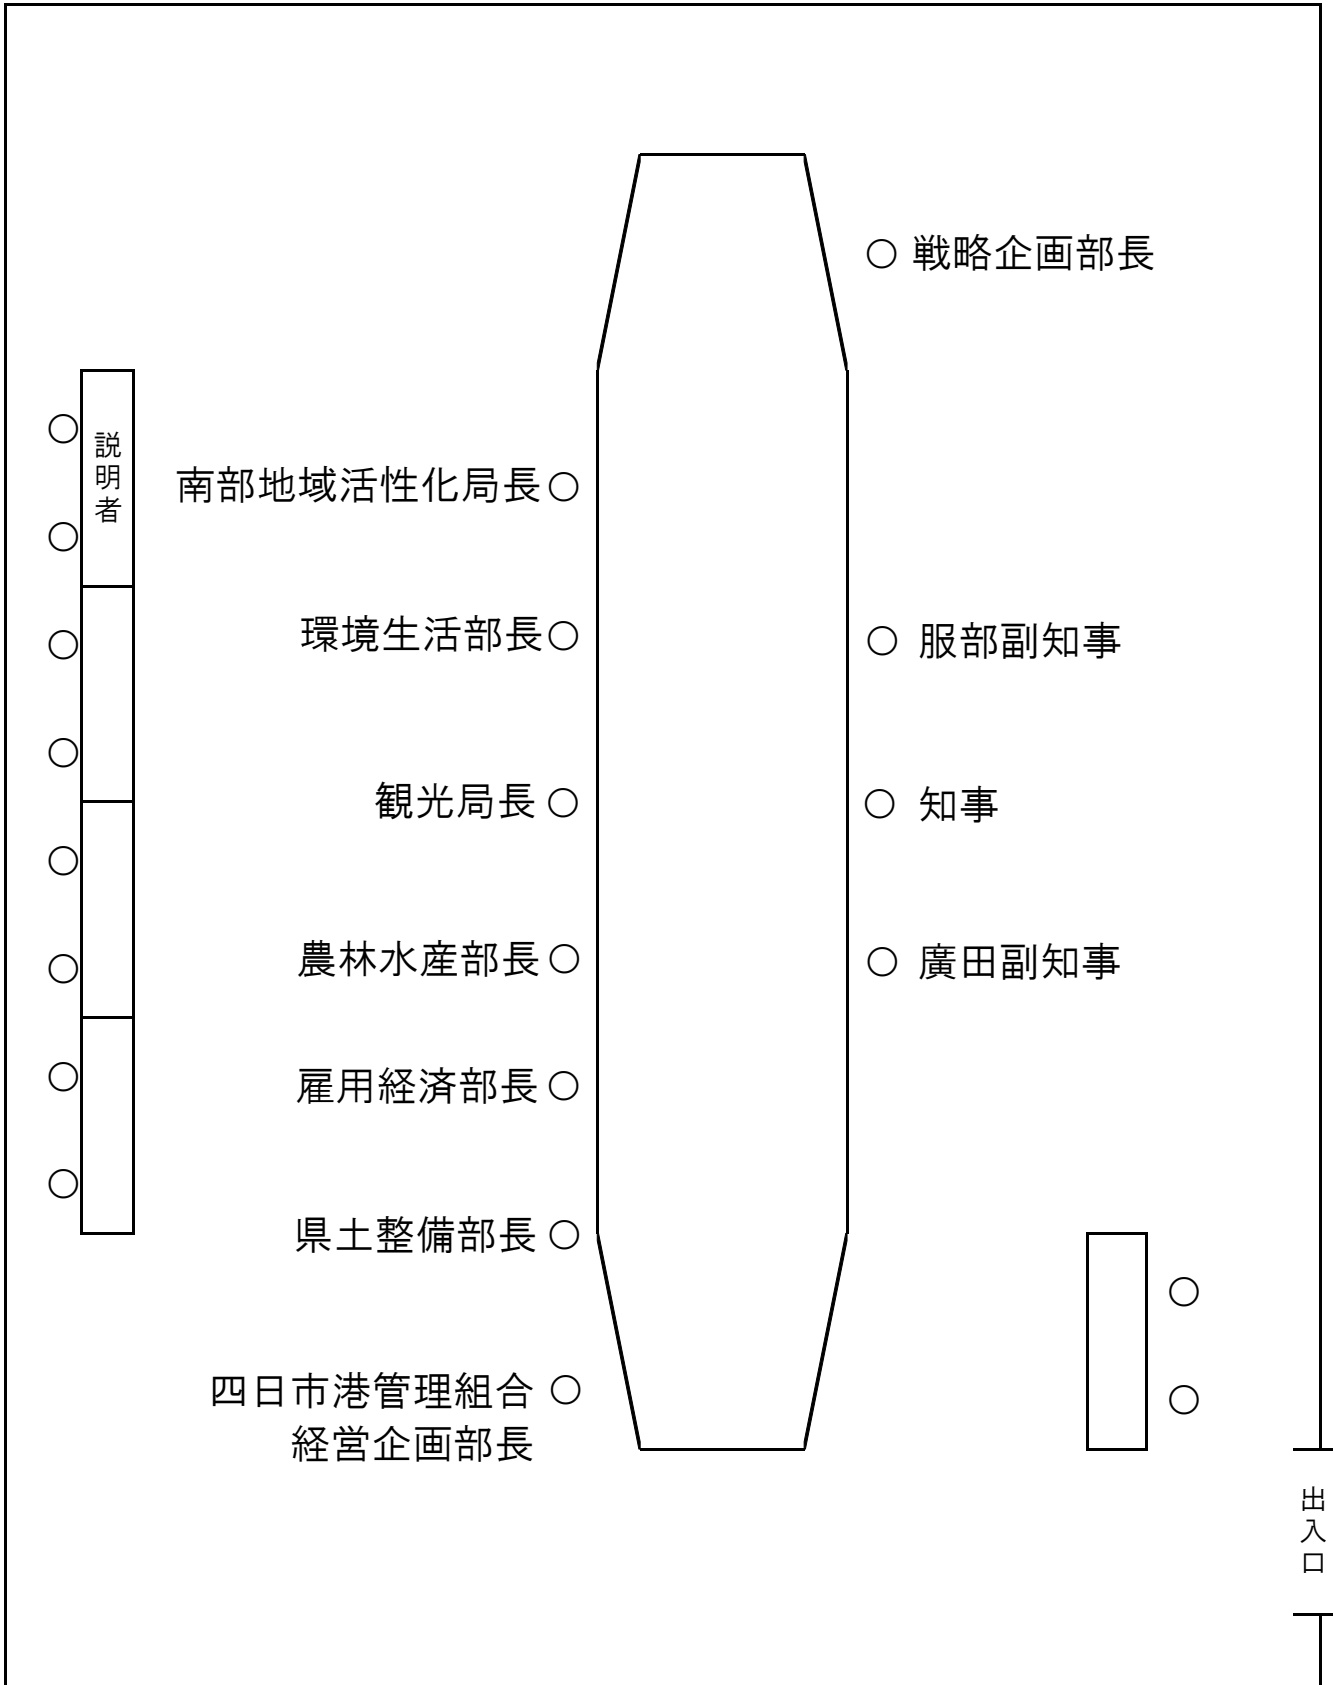 ○ 戦略企画部長
説明者
南部地域活性化局長○
環境生活部長○
○ 服部副知事
観光局長 ○
○ 知事
農林水産部長 ○
○ 廣田副知事
雇用経済部長 ○
県土整備部長 ○
四日市港管理組合 ○
経営企画部長
出入口